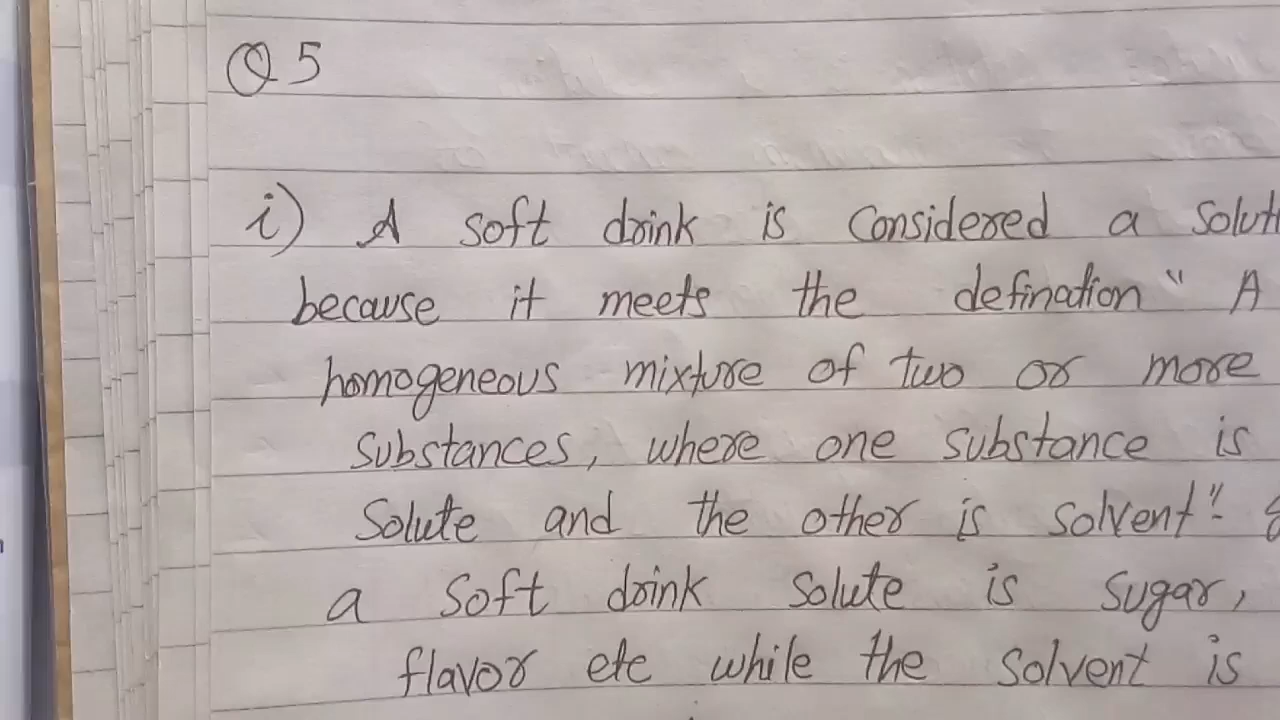 Q5
i) A soft drink is considered a Solut
because it meets the defination " A
homogeneous mixture of two or more
substances, where one substance is
Solute and the other is solvent".
a soft drink solute is sugar,
flavor etc while the solvent is